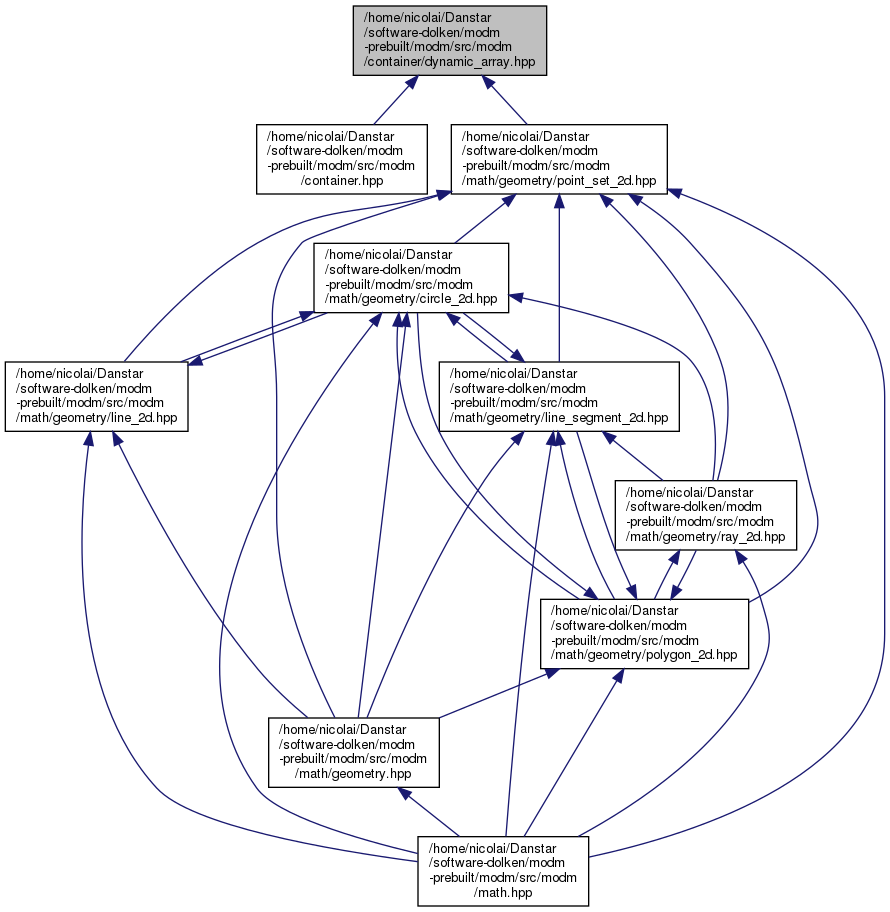 /home/nicolai/Danstar
/software-dolken/modm
-prebuilt/modm/src/modm
/container/dynamic_array.hpp
/home/nicolai/Danstar
/software-dolken/modm
-prebuilt/modm/src/modm
/container.hpp
/home/nicolai/Danstar
/software-dolken/modm
-prebuilt/modm/src/modm
/math/geometry/point_set_2d.hpp
/home/nicolai/Danstar
/software-dolken/modm
-prebuilt/modm/src/modm
/math/geometry/circle_2d.hpp
/home/nicolai/Danstar
/software-dolken/modm
-prebuilt/modm/src/modm
/math/geometry/line_2d.hpp
/home/nicolai/Danstar
/software-dolken/modm
-prebuilt/modm/src/modm
/math/geometry/line_segment_2d.hpp
/home/nicolai/Danstar
/software-dolken/modm
-prebuilt/modm/src/modm
/math/geometry/ray_2d.hpp
/home/nicolai/Danstar
/software-dolken/modm
-prebuilt/modm/src/modm
/math/geometry/polygon_2d.hpp
/home/nicolai/Danstar
/software-dolken/modm
-prebuilt/modm/src/modm
/math/geometry.hpp
/home/nicolai/Danstar
/software-dolken/modm
-prebuilt/modm/src/modm
/math.hpp